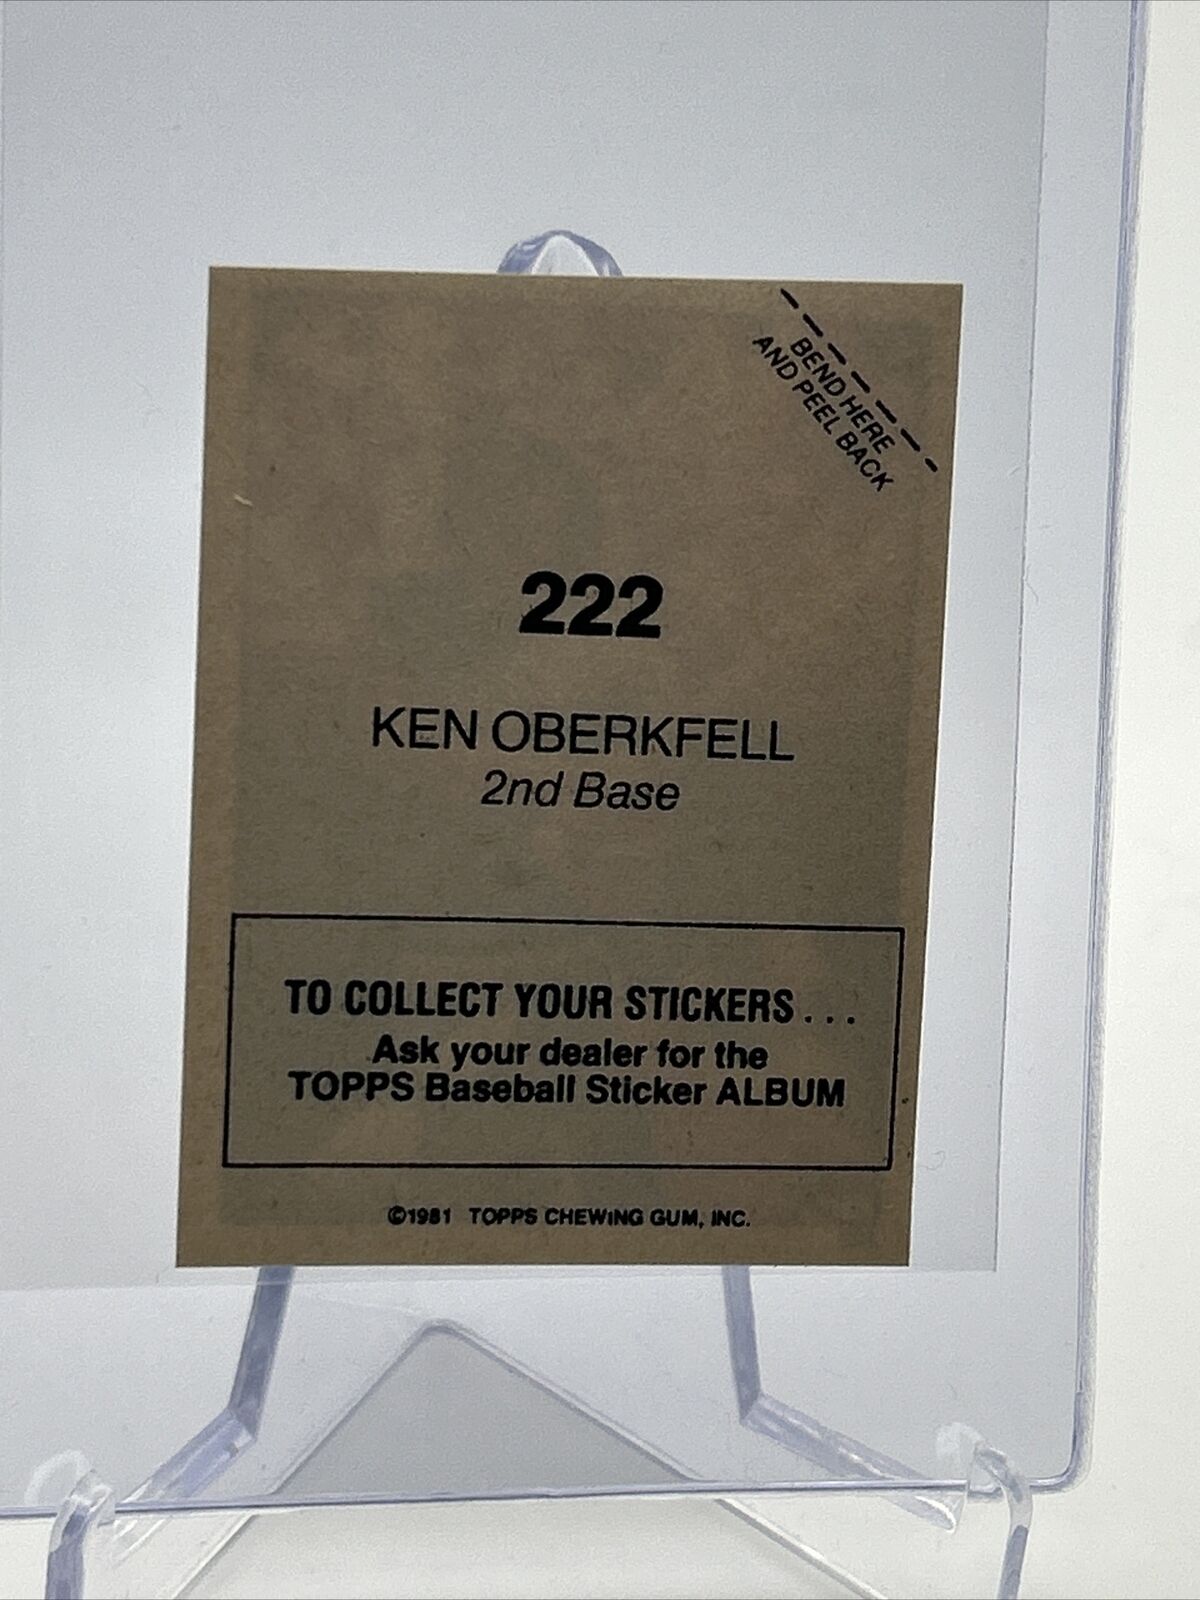 BEND HERE
AND PEEL BACK
222
KEN OBERKFELL
2nd Base
TO COLLECT YOUR STICKERS . . .
Ask your dealer for the
TOPPS Baseball Sticker ALBUM
©1981 TOPPS CHEWING GUM, INC.